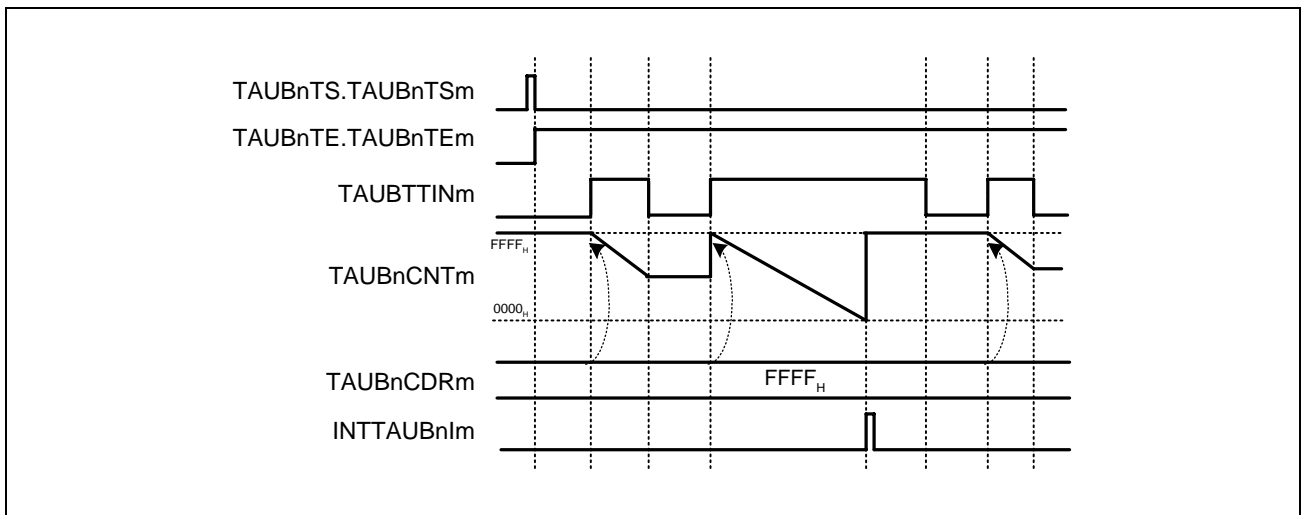 TAUBnTS.TAUBnTSm
TAUBnTE.TAUBnTEm
TAUBTTINm
FFFFH
TAUBnCNTm
0000H
TAUBnCDRm
FFFFH
INTTAUBnIm